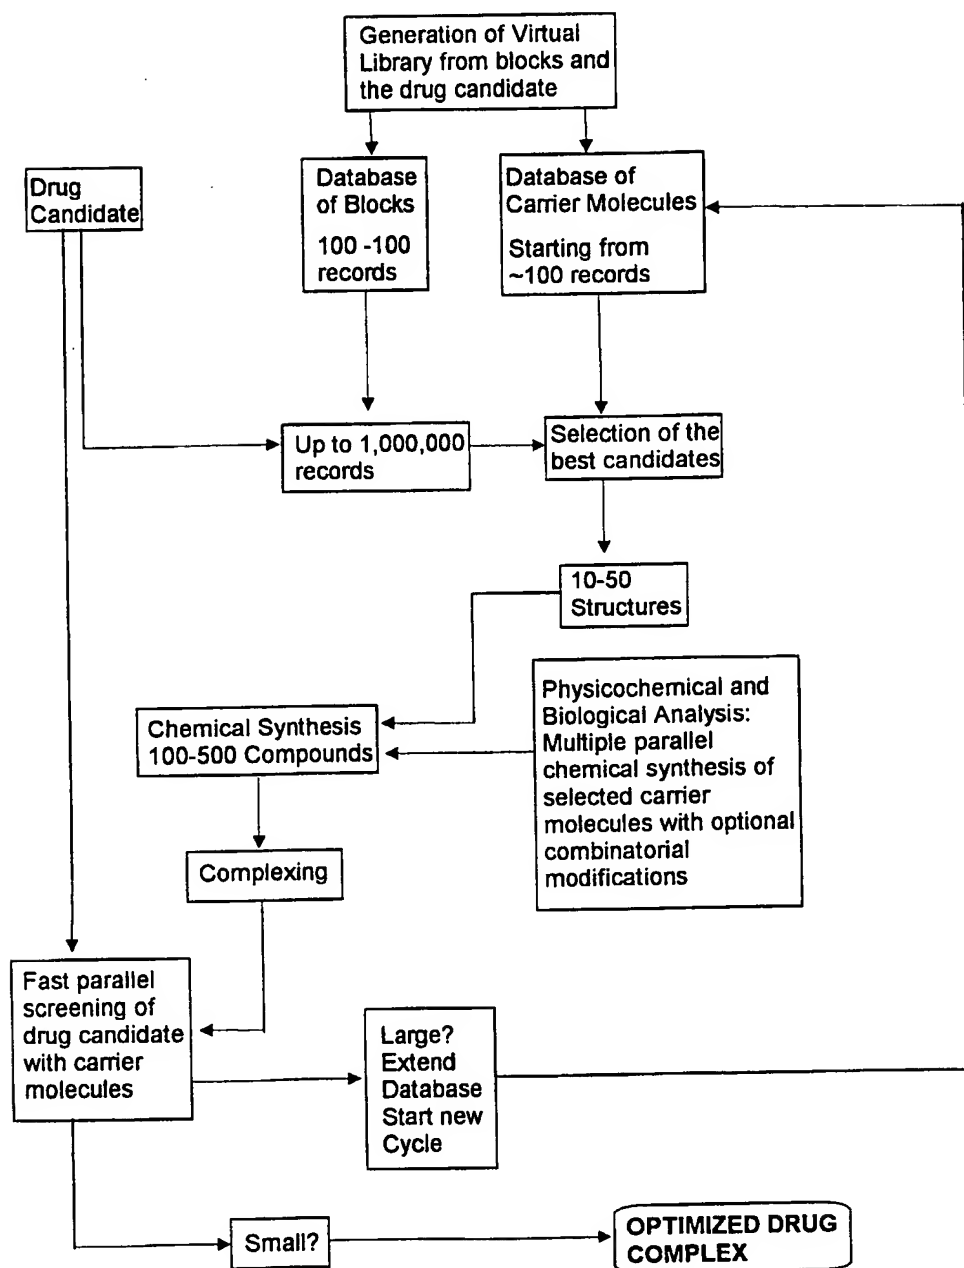 Generation of Virtual
Library from blocks and
the drug candidate
Drug
Candidate
Database
of Blocks
100 -100
records
Database of
Carrier Molecules
Starting from
~100 records
Up to 1,000,000
records
Selection of the
best candidates
10-50
Structures
Physicochemical and
Biological Analysis:
Multiple parallel
chemical synthesis of
selected carrier
molecules with optional
combinatorial
modifications
Chemical Synthesis
100-500 Compounds
Complexing
Fast parallel
screening of
drug candidate
with carrier
molecules
Large?
Extend
Database
Start new
Cycle
Small?
OPTIMIZED DRUG
COMPLEX